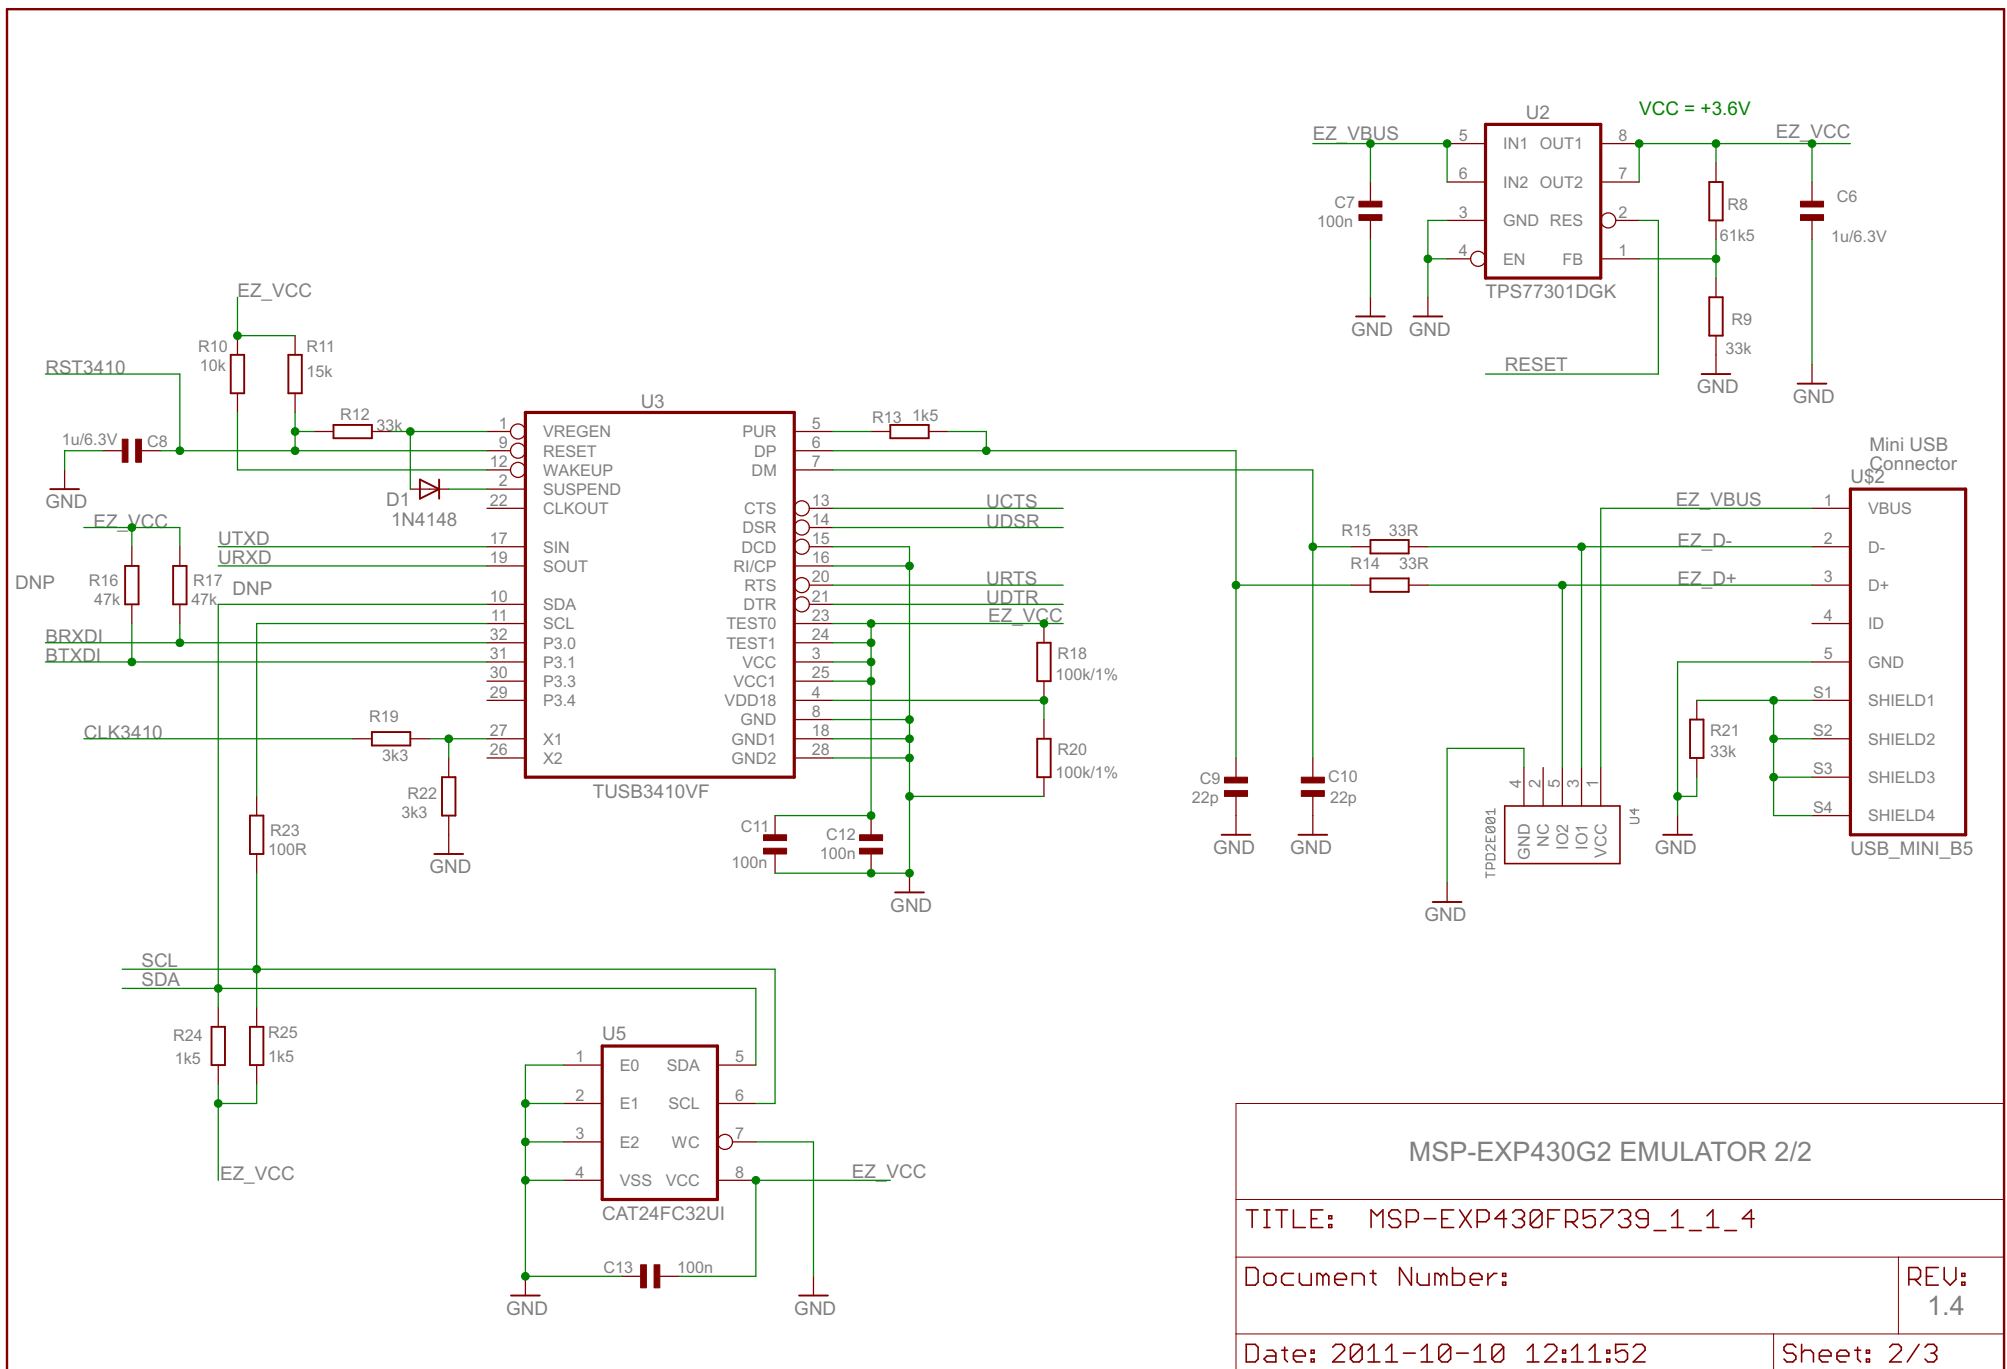 VCC = +3.6V
U2
EZ_VBUS
EZ_VCC
5 IN1 OUT1 8
6 IN2 OUT2 7
3 GND RES 2
4 EN FB 1
TPS77301DGK
C7
100n
R8
61k5
C6
1u/6.3V
R9
33k
GND
GND
GND
GND
RESET
EZ_VCC
R10
10k
R11
15k
RST3410
R12
33k
1u/6.3V
C8
GND
D1
1N4148
U3
1 VREGEN PUR 5
9 RESET DP 6
12 WAKEUP DM 7
2 SUSPEND
22 CLKOUT CTS 13
DSR 14
17 SIN DCD 15
19 SOUT RI/CP 16
RTS 20
10 SDA DTR 21
11 SCL TEST0 23
32 P3.0 TEST1 24
31 P3.1 VCC 3
30 P3.3 VCC1 25
29 P3.4 VDD18 4
GND 8
27 X1 GND1 18
26 X2 GND2 28
TUSB3410VF
R13
1k5
UCTS
UDSR
URTS
UDTR
EZ_VCC
EZ_VCC
UTXD
URXD
DNP
R16
47k
R17
47k
DNP
BRXDI
BTXDI
CLK3410
R19
3k3
R22
3k3
GND
R18
100k/1%
R20
100k/1%
C11
100n
C12
100n
GND
R23
100R
SCL
SDA
R24
1k5
R25
1k5
EZ_VCC
U5
1 E0 SDA 5
2 E1 SCL 6
3 E2 WC 7
4 VSS VCC 8
CAT24FC32UI
EZ_VCC
C13
100n
GND
GND
R15
33R
R14
33R
C9
22p
C10
22p
GND
GND
Mini USB
Connector
U$2
EZ_VBUS
EZ_D-
EZ_D+
1 VBUS
2 D-
3 D+
4 ID
5 GND
S1 SHIELD1
S2 SHIELD2
S3 SHIELD3
S4 SHIELD4
USB_MINI_B5
R21
33k
GND
4 2 5 3 1
GND NC IO2 IO1 VCC
TPD2E001
U4
GND
MSP-EXP430G2 EMULATOR 2/2
TITLE: MSP-EXP430FR5739_1_1_4
Document Number:
REV:
1.4
Date: 2011-10-10 12:11:52
Sheet: 2/3